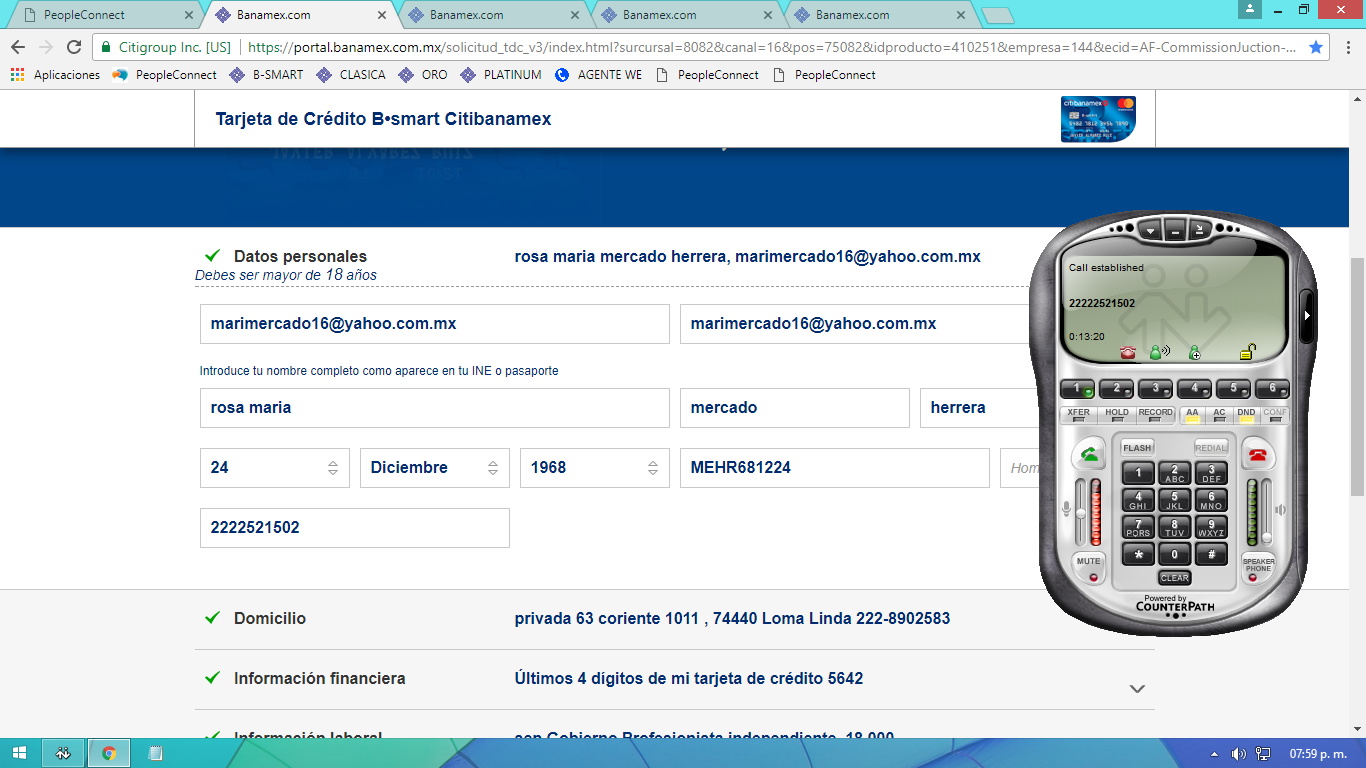 PeopleConnect
Banamex.com
Banamex.com
Banamex.com
Banamex.com
Citigroup Inc. [US] https://portal.banamex.com.mx/solicitud_tdc_v3/index.html?sursursal=8082&canal=16&pos=75082&idproducto=410251&empresa=144&ecid=AF-CommissionJuction-...
Aplicaciones PeopleConnect B-SMART CLASICA ORO PLATINUM AGENTE WE PeopleConnect PeopleConnect
Tarjeta de Crédito B•smart Citibanamex
citibanamex
Datos personales rosa maria mercado herrera, marimercado16@yahoo.com.mx
Debes ser mayor de 18 años
marimercado16@yahoo.com.mx marimercado16@yahoo.com.mx
Introduce tu nombre completo como aparece en tu INE o pasaporte
rosa maria mercado herrera
24 Diciembre 1968 MEHR681224 Hom
2222521502
Domicilio privada 63 coriente 1011 , 74440 Loma Linda 222-8902583
Información financiera Últimos 4 dígitos de mi tarjeta de crédito 5642
Información laboral sep Gobierno Profesionista independiente, 18,000
Call established
22222521502
0:13:20
1 2 3 4 5 6
XFER HOLD RECORD AA AC DND CONF
FLASH REDIAL
1 2 ABC 3 DEF
4 GHI 5 JKL 6 MNO
7 PQRS 8 TUV 9 WXYZ
* 0 #
MUTE CLEAR SPEAKER PHONE
Powered by
COUNTERPATH
07:59 p. m.